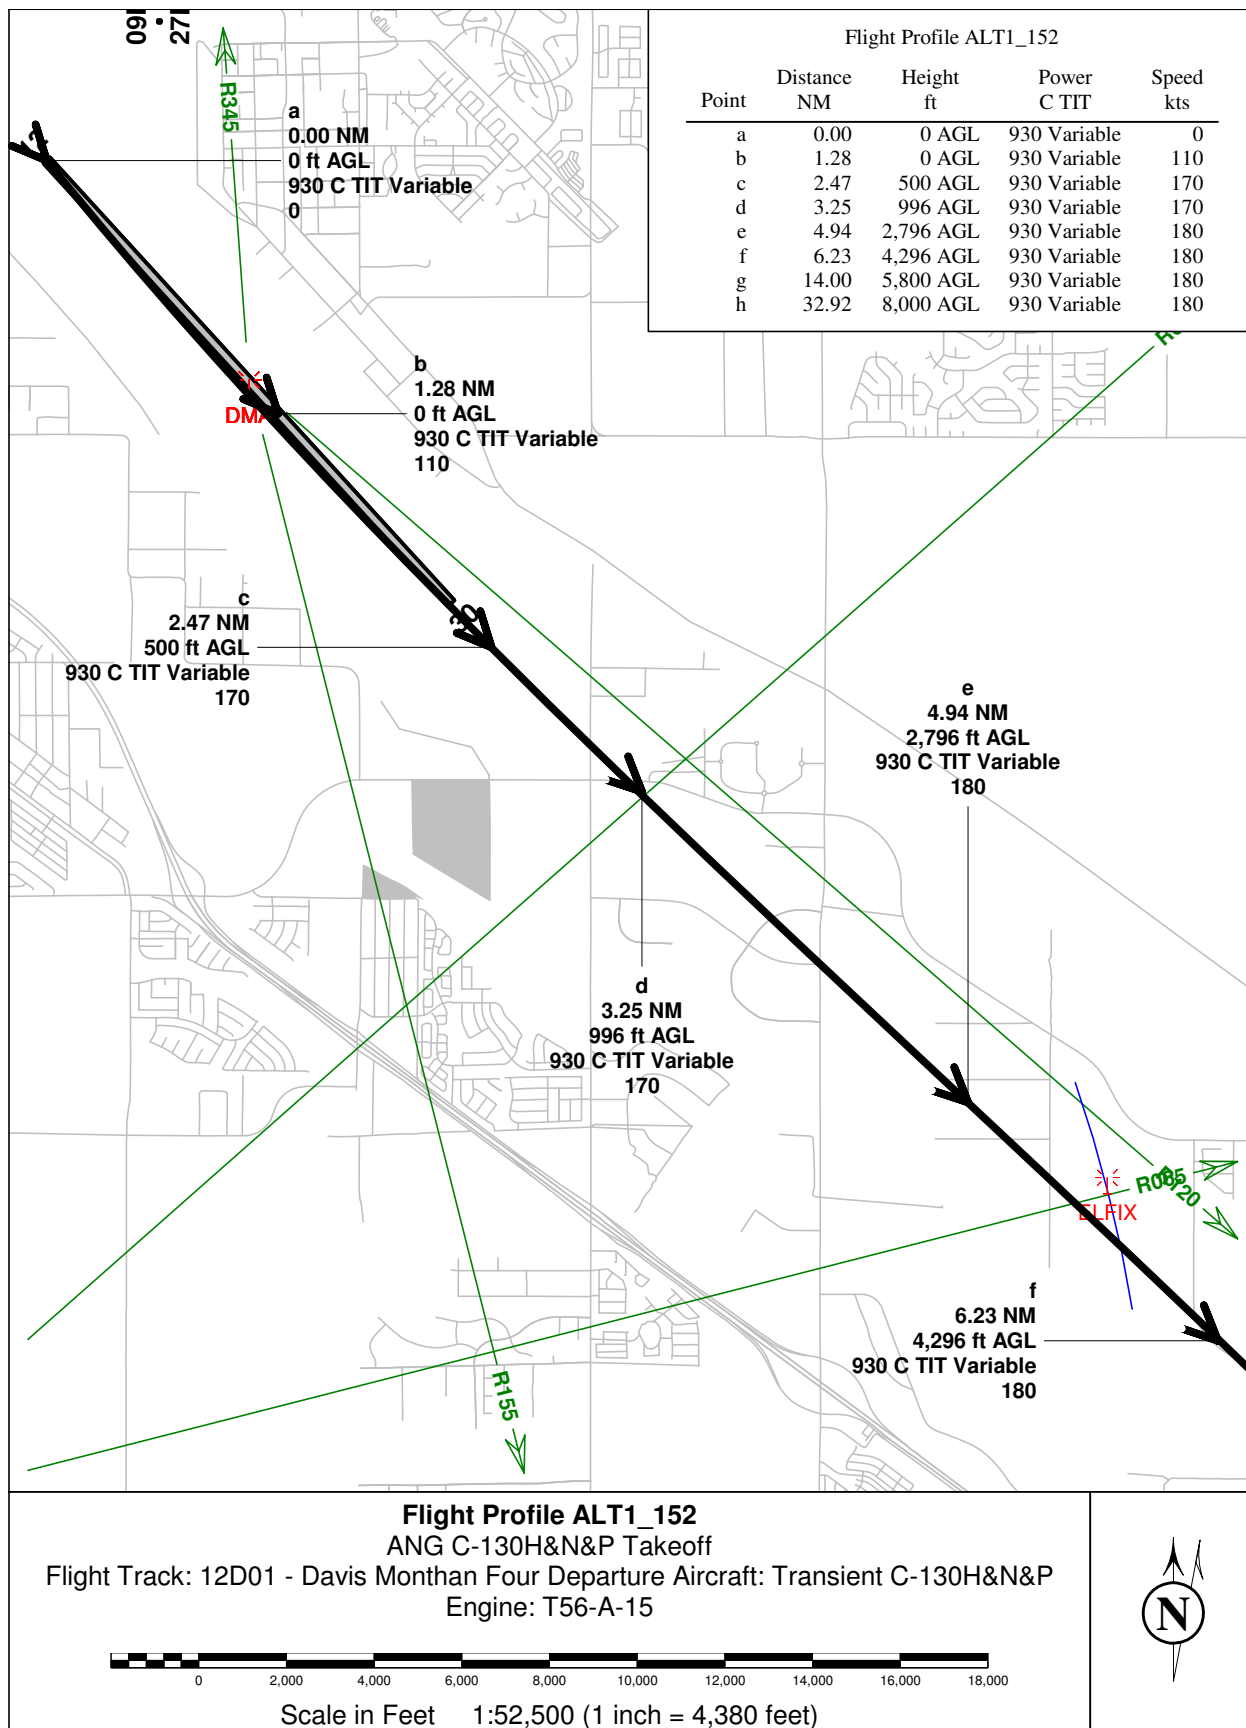 09
27
R345
a
0.00 NM
0 ft AGL
930 C TIT Variable
0
Flight Profile ALT1_152
Point Distance NM Height ft Power C TIT Speed kts
a 0.00 0 AGL 930 Variable 0
b 1.28 0 AGL 930 Variable 110
c 2.47 500 AGL 930 Variable 170
d 3.25 996 AGL 930 Variable 170
e 4.94 2,796 AGL 930 Variable 180
f 6.23 4,296 AGL 930 Variable 180
g 14.00 5,800 AGL 930 Variable 180
h 32.92 8,000 AGL 930 Variable 180
12
b
1.28 NM
0 ft AGL
930 C TIT Variable
110
DMA
30
c
2.47 NM
500 ft AGL
930 C TIT Variable
170
e
4.94 NM
2,796 ft AGL
930 C TIT Variable
180
d
3.25 NM
996 ft AGL
930 C TIT Variable
170
R085
R120
ELFIX
f
6.23 NM
4,296 ft AGL
930 C TIT Variable
180
R155
Flight Profile ALT1_152
ANG C-130H&N&P Takeoff
Flight Track: 12D01 - Davis Monthan Four Departure Aircraft: Transient C-130H&N&P
Engine: T56-A-15
0 2,000 4,000 6,000 8,000 10,000 12,000 14,000 16,000 18,000
Scale in Feet 1:52,500 (1 inch = 4,380 feet)
N